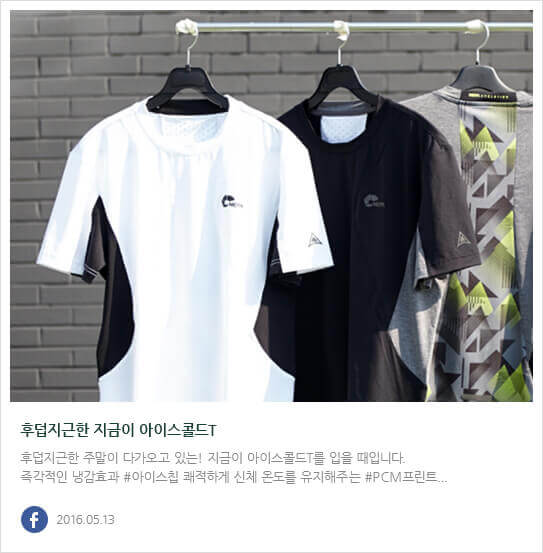 후덥지근한 지금이 아이스콜드T
후덥지근한 주말이 다가오고 있는! 지금이 아이스콜드T를 입을 때입니다.
즉각적인 냉감효과 #아이스칩 쾌적하게 신체 온도를 유지해주는 #PCM프린트...
2016.05.13